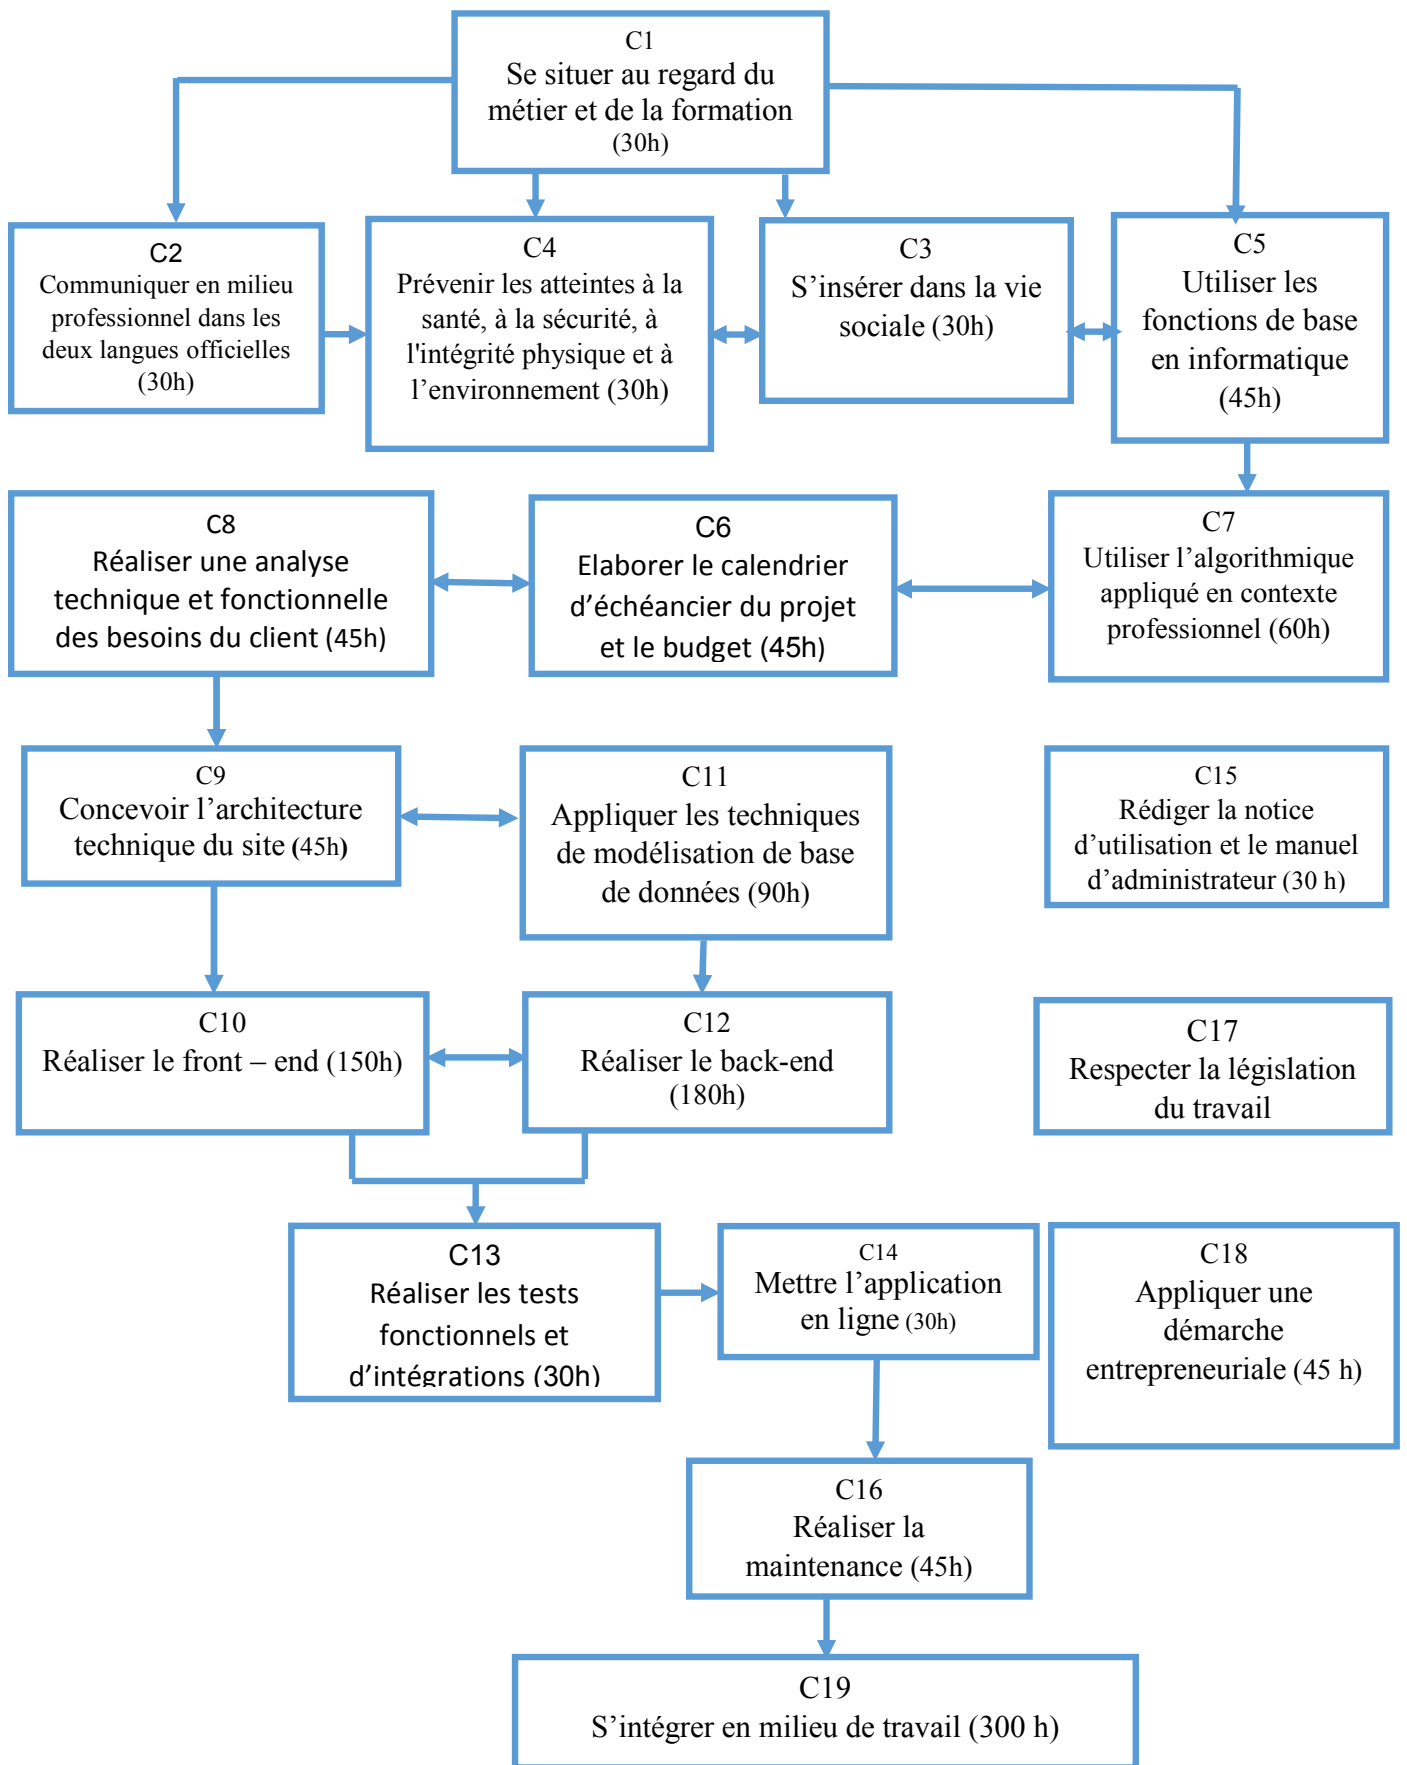 C1
Se situer au regard du
métier et de la formation
(30h)
C2
Communiquer en milieu
professionnel dans les
deux langues officielles
(30h)
C4
Prévenir les atteintes à la
santé, à la sécurité, à
l'intégrité physique et à
l’environnement (30h)
C3
S’insérer dans la vie
sociale (30h)
C5
Utiliser les
fonctions de base
en informatique
(45h)
C8
Réaliser une analyse
technique et fonctionnelle
des besoins du client (45h)
C6
Elaborer le calendrier
d’échéancier du projet
et le budget (45h)
C7
Utiliser l’algorithmique
appliqué en contexte
professionnel (60h)
C9
Concevoir l’architecture
technique du site (45h)
C11
Appliquer les techniques
de modélisation de base
de données (90h)
C15
Rédiger la notice
d’utilisation et le manuel
d’administrateur (30 h)
C10
Réaliser le front – end (150h)
C12
Réaliser le back-end
(180h)
C17
Respecter la législation
du travail
C13
Réaliser les tests
fonctionnels et
d’intégrations (30h)
C14
Mettre l’application
en ligne (30h)
C18
Appliquer une
démarche
entrepreneuriale (45 h)
C16
Réaliser la
maintenance (45h)
C19
S’intégrer en milieu de travail (300 h)